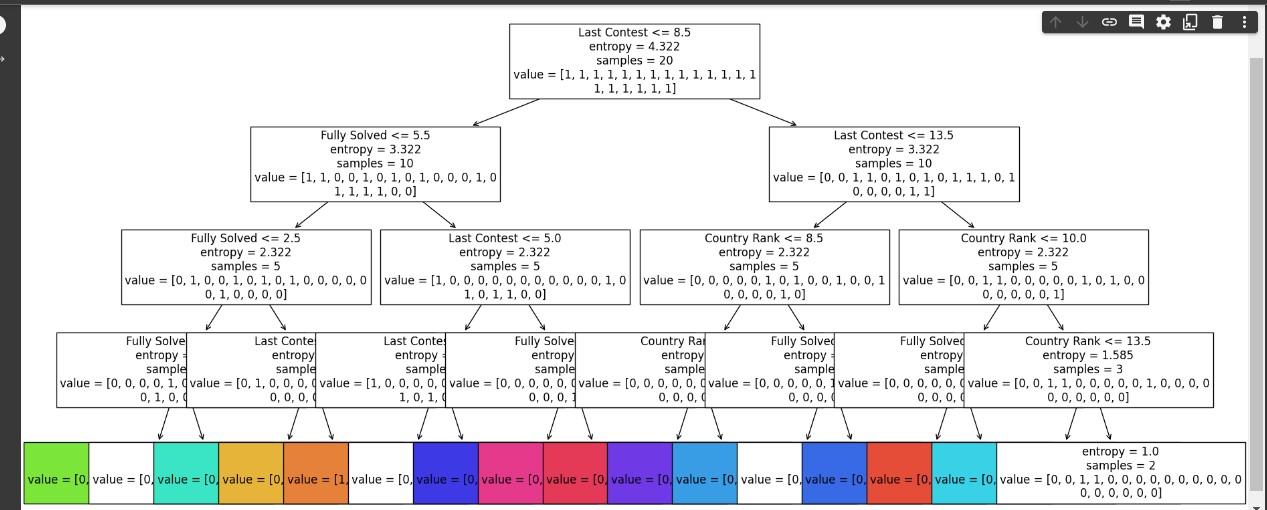 Last Contest <= 8.5
entropy = 4.322
samples = 20
value = [1, 1, 1, 1, 1, 1, 1, 1, 1, 1, 1, 1, 1, 1
1, 1, 1, 1, 1, 1]
Fully Solved <= 5.5
entropy = 3.322
samples = 10
value = [1, 1, 0, 0, 1, 0, 1, 0, 1, 0, 0, 0, 1, 0
1, 1, 1, 1, 0, 0]
Last Contest <= 13.5
entropy = 3.322
samples = 10
value = [0, 0, 1, 1, 0, 1, 0, 1, 0, 1, 1, 1, 0, 1
0, 0, 0, 0, 1, 1]
Fully Solved <= 2.5
entropy = 2.322
samples = 5
value = [0, 1, 0, 0, 1, 0, 1, 0, 1, 0, 0, 0, 0, 0
0, 1, 0, 0, 0, 0]
Last Contest <= 5.0
entropy = 2.322
samples = 5
value = [1, 0, 0, 0, 0, 0, 0, 0, 0, 0, 0, 0, 1, 0
1, 0, 1, 1, 0, 0]
Country Rank <= 8.5
entropy = 2.322
samples = 5
value = [0, 0, 0, 0, 0, 1, 0, 1, 0, 0, 1, 0, 0, 1
0, 0, 0, 0, 1, 0]
Country Rank <= 10.0
entropy = 2.322
samples = 5
value = [0, 0, 1, 1, 0, 0, 0, 0, 0, 1, 0, 1, 0, 0
0, 0, 0, 0, 0, 1]
Fully Solve
entropy =
sample
value = [0, 0, 0, 0, 1, 0
0, 1, 0, 0
Last Contes
entropy
sample
value = [0, 1, 0, 0, 0, 0
0, 0, 0, 0
Last Contes
entropy =
sample
value = [1, 0, 0, 0, 0, 0
1, 0, 1, 0
Fully Solve
entropy
sample
value = [0, 0, 0, 0, 0, 0
0, 0, 0, 1
Country Rar
entropy
sample
value = [0, 0, 0, 0, 0, 0
0, 0, 0, 0
Fully Solved
entropy =
sample
value = [0, 0, 0, 0, 0, 1
0, 0, 0, 0
Fully Solved
entropy
sample
value = [0, 0, 0, 0, 0, 0
0, 0, 0, 0
Country Rank <= 13.5
entropy = 1.585
samples = 3
value = [0, 0, 1, 1, 0, 0, 0, 0, 0, 1, 0, 0, 0, 0
0, 0, 0, 0, 0, 0]
value = [0,
value = [0,
value = [0,
value = [0,
value = [1,
value = [0,
value = [0,
value = [0,
value = [0,
value = [0,
value = [0,
value = [0,
value = [0,
value = [0,
value = [0,
entropy = 1.0
samples = 2
value = [0, 0, 1, 1, 0, 0, 0, 0, 0, 0, 0, 0, 0, 0
0, 0, 0, 0, 0, 0]